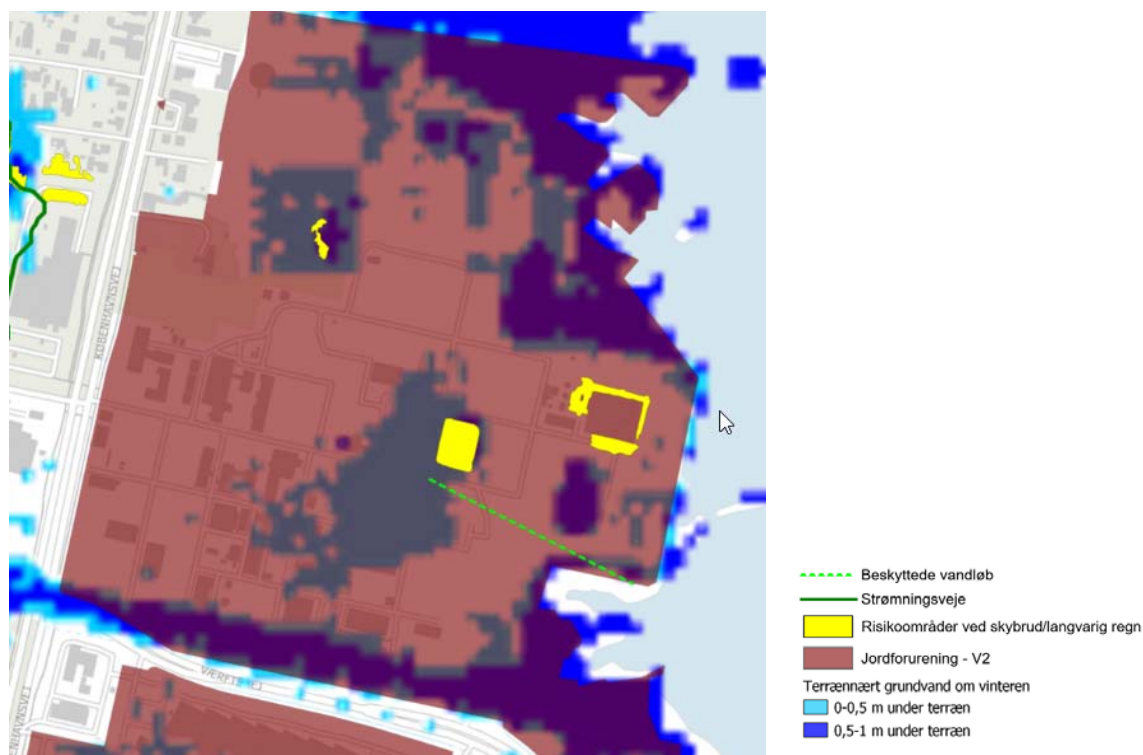 KØBENHAVNSVEJ
VÆRFTSVEJ
Beskyttede vandløb
Strømningsveje
Risikoområder ved skybrud/langvarig regn
Jordforurening - V2
Terrænnært grundvand om vinteren
0-0,5 m under terræn
0,5-1 m under terræn